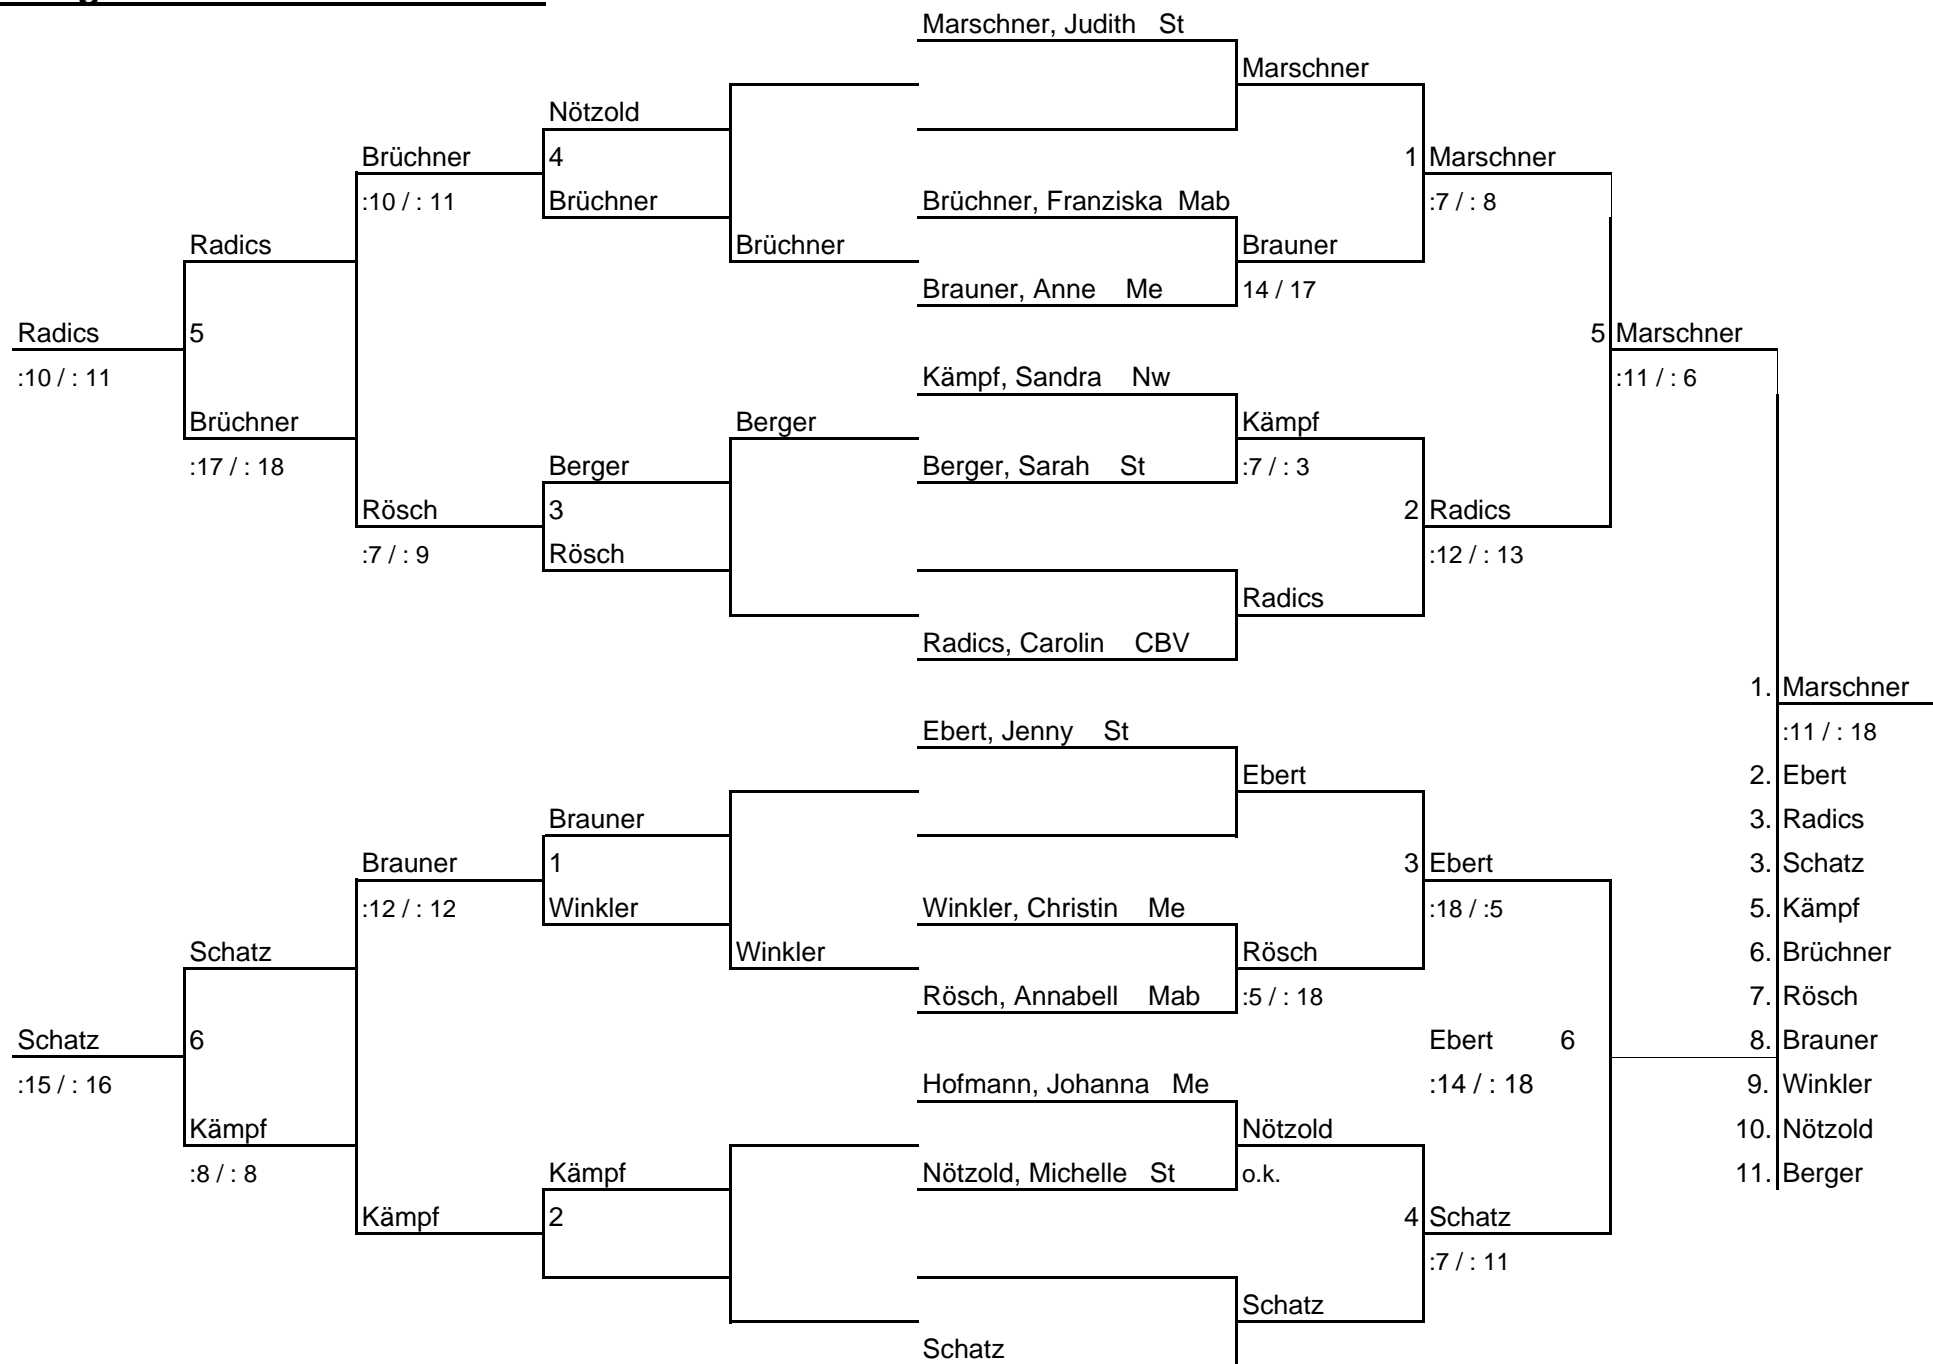 Marschner, Judith St
Marschner
Nötzold
Brüchner 4 1 Marschner
:10 / : 11 Brüchner Brüchner, Franziska Mab :7 / : 8
Radics Brüchner Brauner
Brauner, Anne Me 14 / 17
Radics 5 5 Marschner
:10 / : 11 Kämpf, Sandra Nw :11 / : 6
Brüchner Berger Kämpf
:17 / : 18 Berger Berger, Sarah St :7 / : 3
Rösch 3 2 Radics
:7 / : 9 Rösch :12 / : 13
Radics
Radics, Carolin CBV
1. Marschner
Ebert, Jenny St :11 / : 18
Ebert 2. Ebert
Brauner 3. Radics
Brauner 1 3 Ebert 3. Schatz
:12 / : 12 Winkler Winkler, Christin Me :18 / :5 5. Kämpf
Schatz Winkler Rösch 6. Brüchner
Rösch, Annabell Mab :5 / : 18 7. Rösch
Schatz 6 Ebert 6 8. Brauner
:15 / : 16 Hofmann, Johanna Me :14 / : 18 9. Winkler
Kämpf Nötzold 10. Nötzold
:8 / : 8 Kämpf Nötzold, Michelle St o.k. 11. Berger
Kämpf 2 4 Schatz
:7 / : 11
Schatz
Schatz